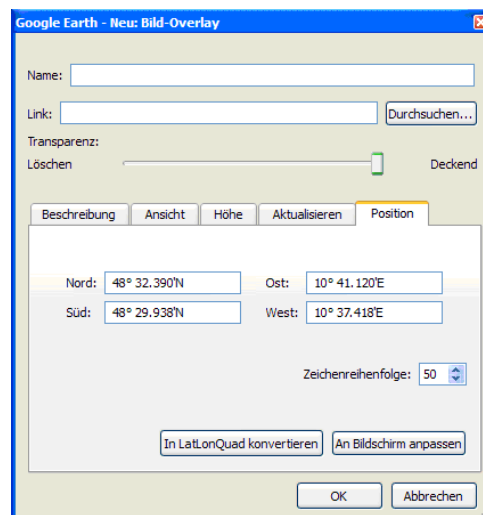 Google Earth - Neu: Bild-Overlay
Name:
Link: Durchsuchen...
Transparenz:
Löschen Deckend
Beschreibung Ansicht Höhe Aktualisieren Position
Nord: 48° 32.390'N Ost: 10° 41.120'E
Süd: 48° 29.938'N West: 10° 37.418'E
Zeichenreihenfolge: 50
In LatLonQuad konvertieren An Bildschirm anpassen
OK Abbrechen